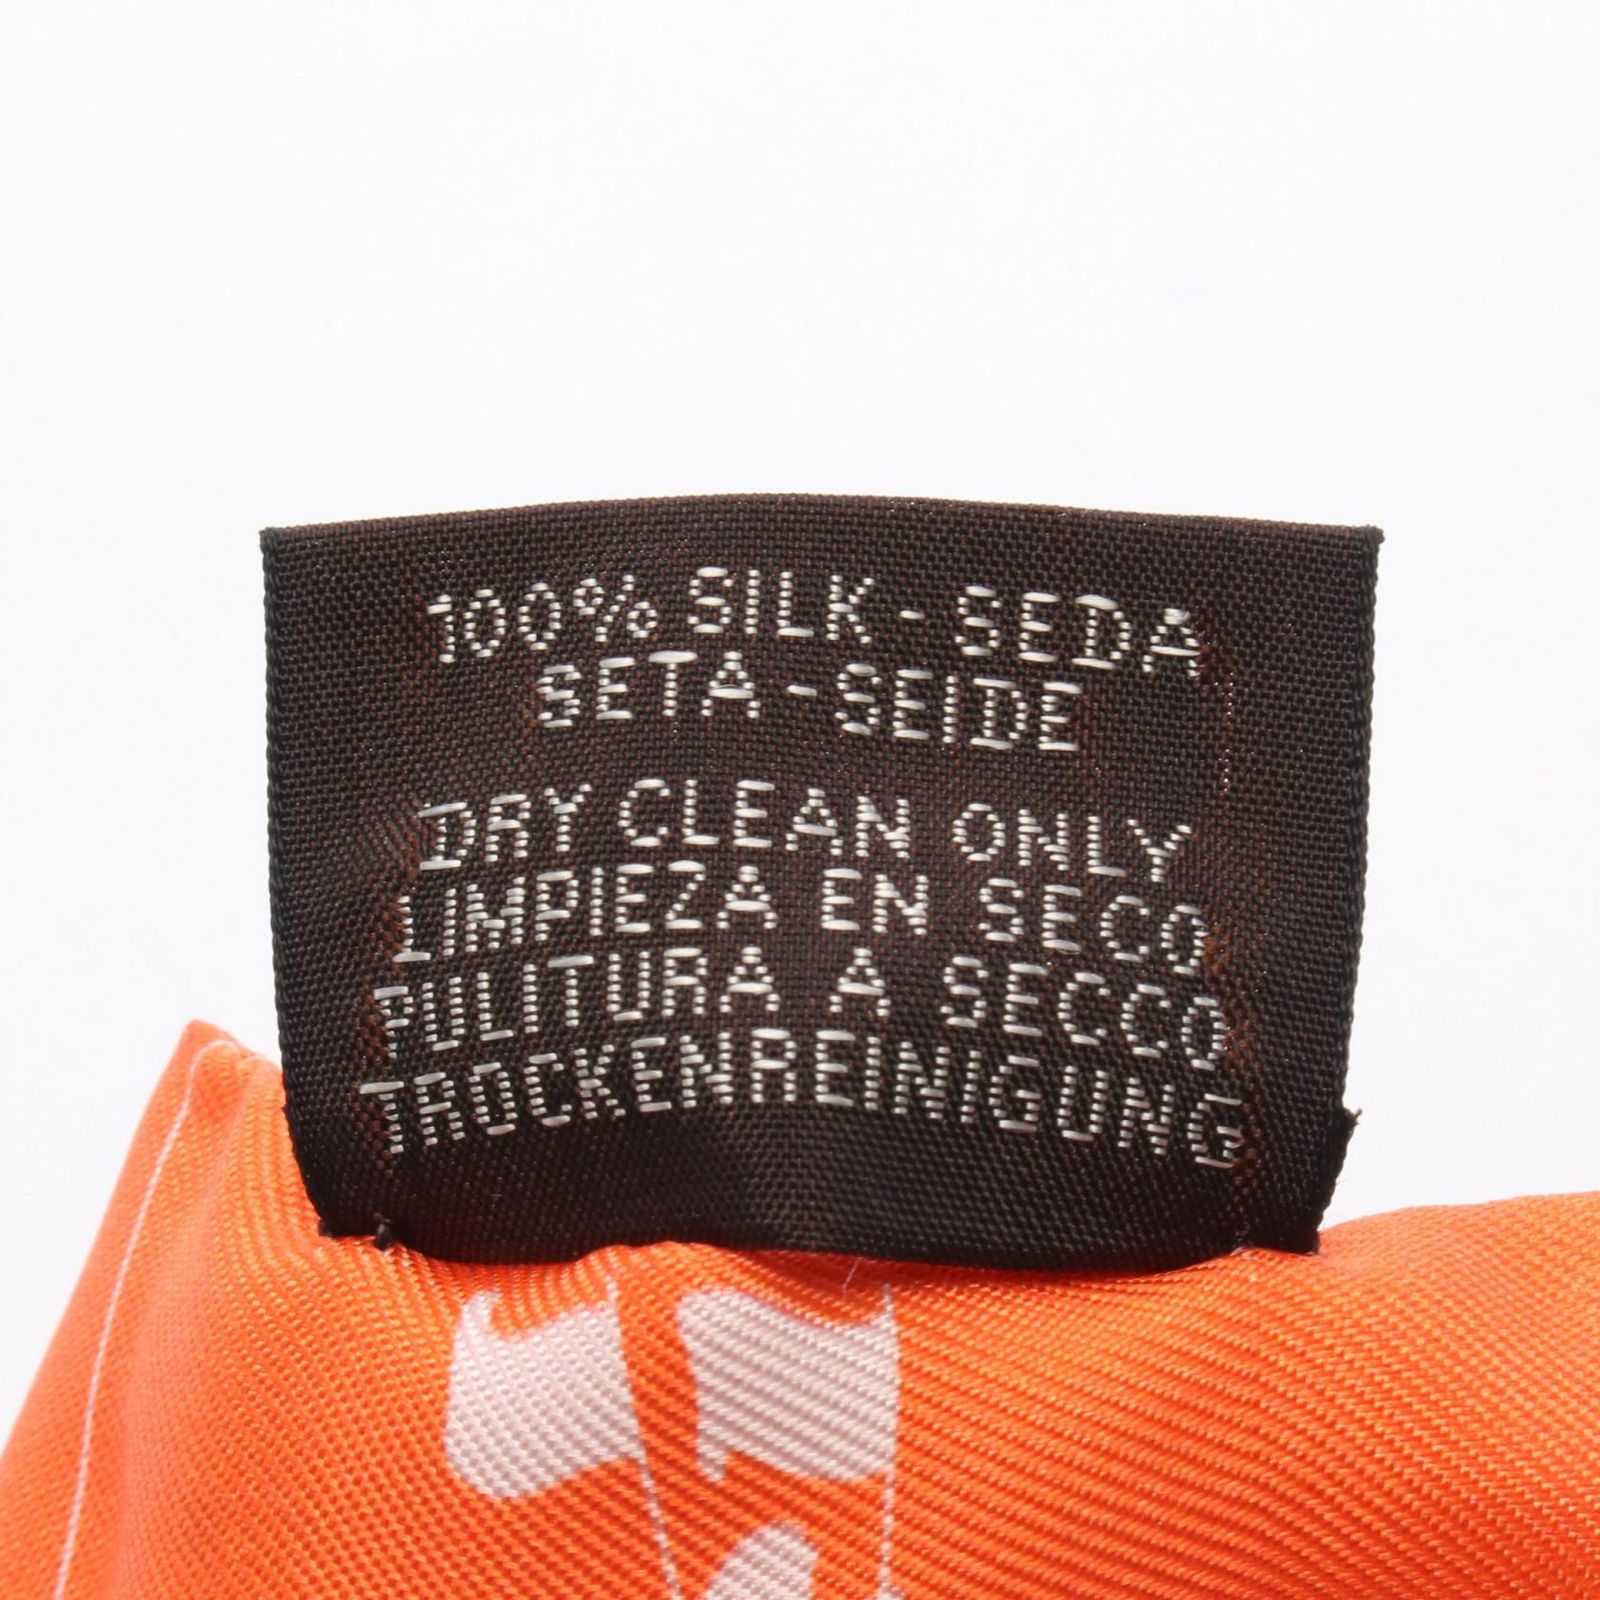 100% SILK - SEDA
SETA - SEIDE
DRY CLEAN ONLY
LIMPIEZA EN SECO
PULITURA A SECCO
TROCKENREINIGUNG